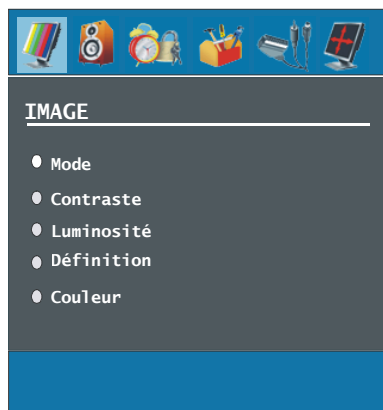 IMAGE
Mode
Contraste
Luminosité
Définition
Couleur